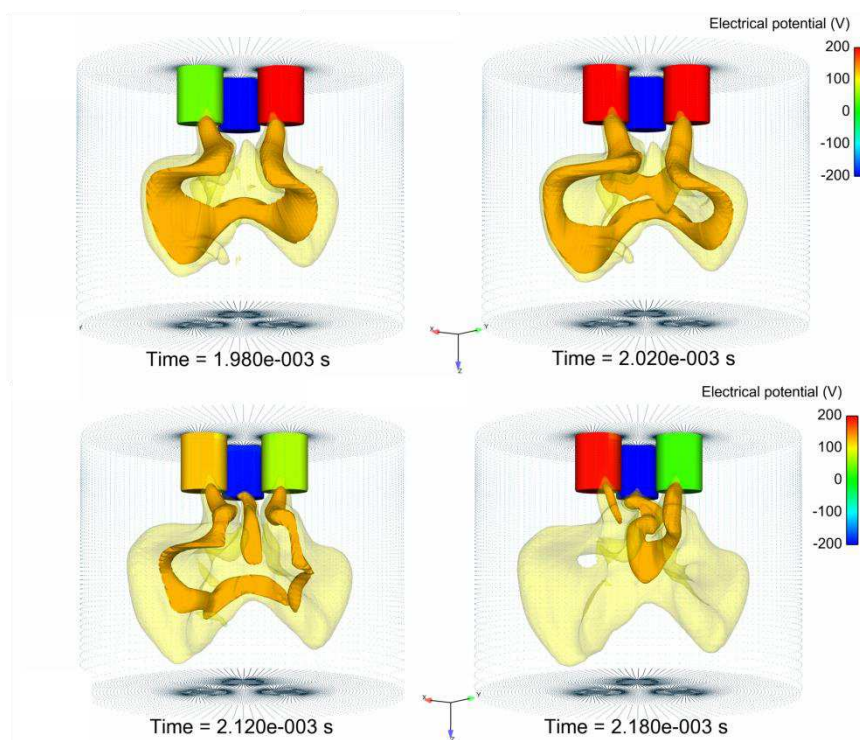 Electrical potential (V)
200
100
0
-100
-200
X
Y
Z
Time = 1.980e-003 s
Time = 2.020e-003 s
Electrical potential (V)
200
100
0
-100
-200
X
Y
Time = 2.120e-003 s
Time = 2.180e-003 s